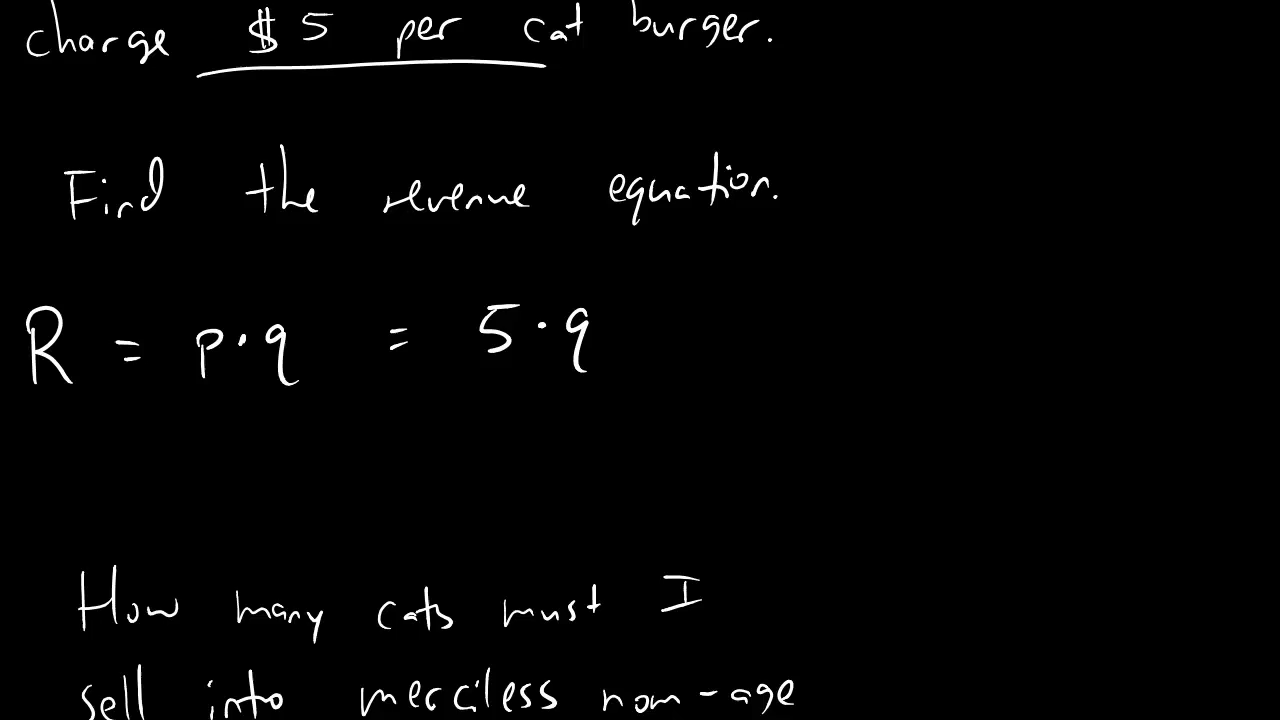 charge $5 per cat burger.
Find the revenue equation.
R = p·q = 5·q
How many cats must I
sell into merciless nom-age